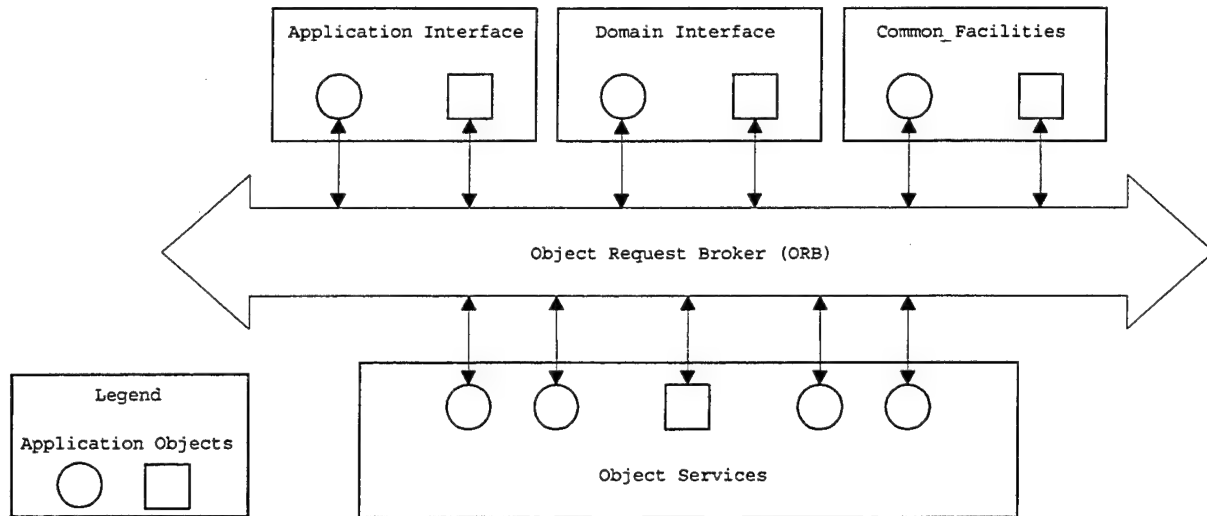 Application Interface
Domain Interface
Common_Facilities
Object Request Broker (ORB)
Legend
Application Objects
Object Services